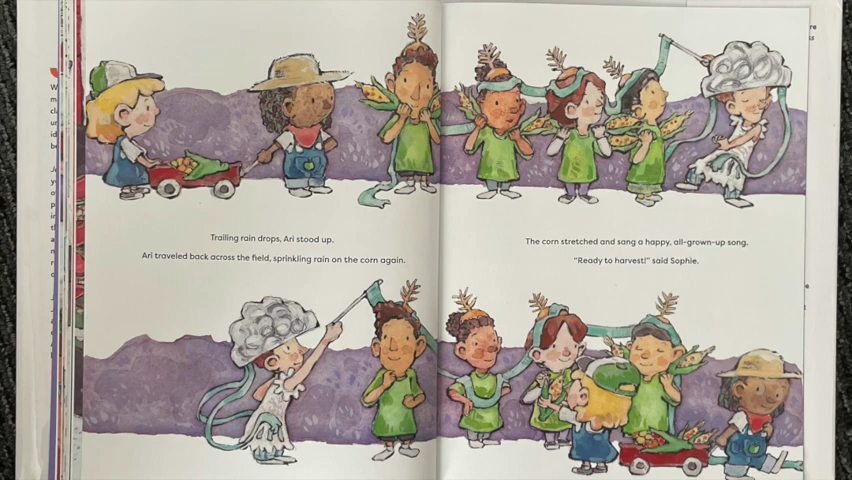 Trailing rain drops, Ari stood up.
Ari traveled back across the field, sprinkling rain on the corn again.
The corn stretched and sang a happy, all-grown-up song.
"Ready to harvest!" said Sophie.